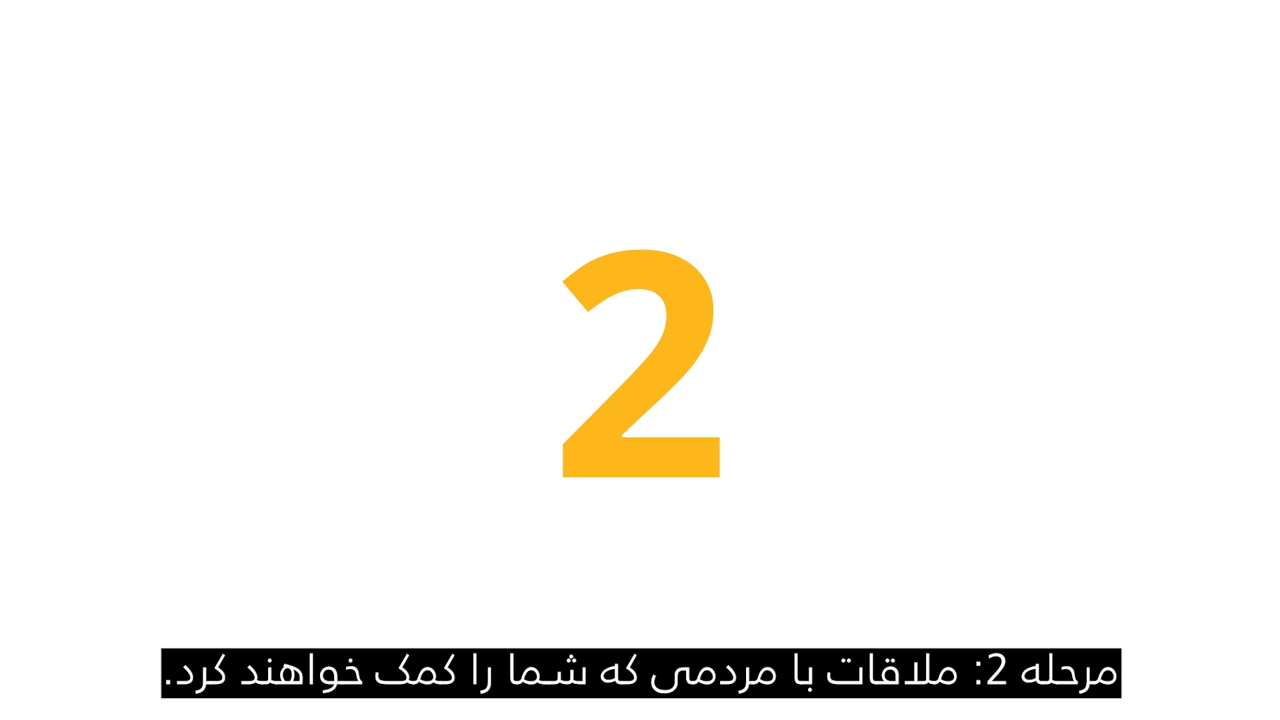 2
مرحله 2: ملاقات با مردمی که شما را کمک خواهند کرد.